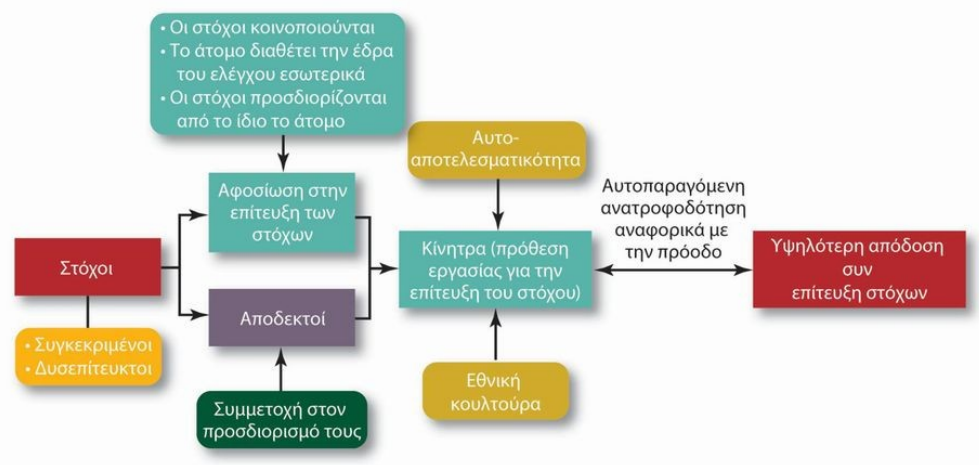 • Οι στόχοι κοινοποιούνται
• Το άτομο διαθέτει την έδρα
του ελέγχου εσωτερικά
• Οι στόχοι προσδιορίζονται
από το ίδιο το άτομο
Αυτο-
αποτελεσματικότητα
Αφοσίωση στην
επίτευξη των
στόχων
Στόχοι
• Συγκεκριμένοι
• Δυσεπίτευκτοι
Αποδεκτοί
Συμμετοχή στον
προσδιορισμό τους
Κίνητρα (πρόθεση
εργασίας για την
επίτευξη του στόχου)
Εθνική
κουλτούρα
Αυτοπαραγόμενη
ανατροφοδότηση
αναφορικά με
την πρόοδο
Υψηλότερη απόδοση
συν
επίτευξη στόχων